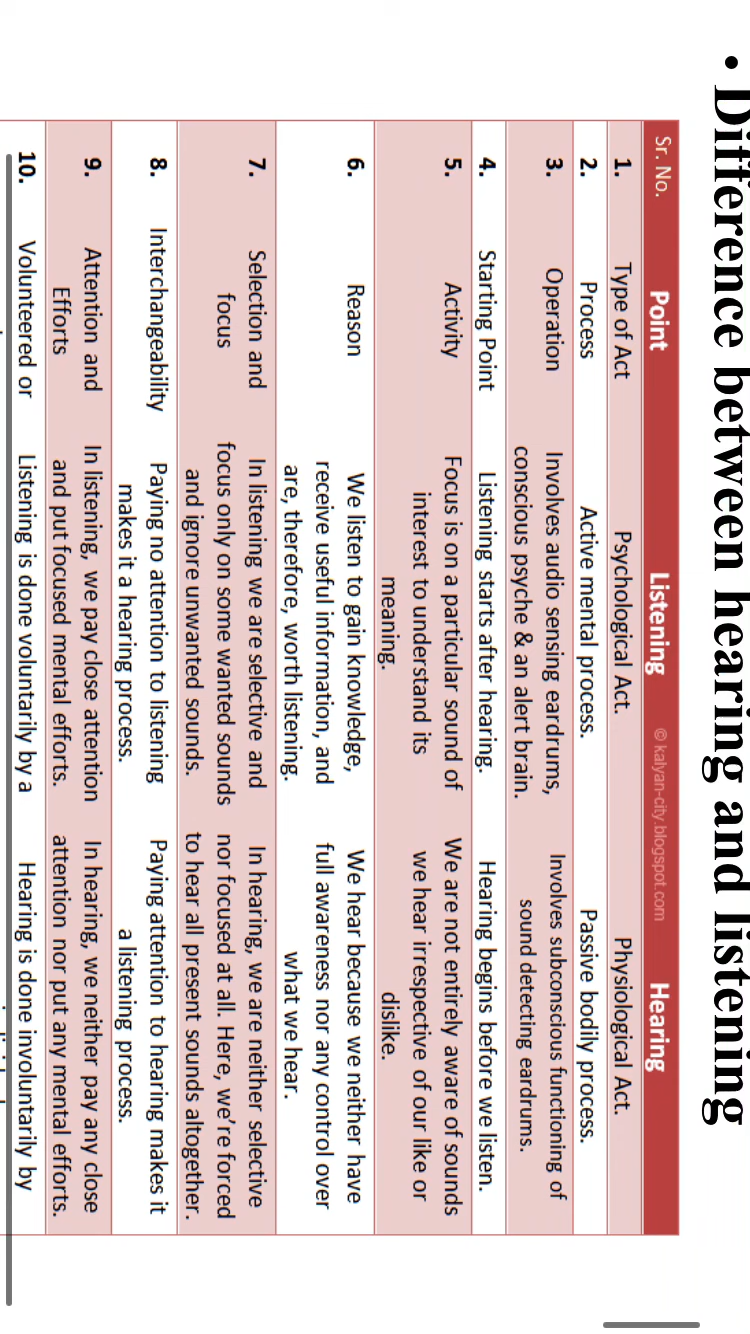 • Difference between hearing and listening
Sr. No. Point Listening © kalyan-city.blogspot.com Hearing
1. Type of Act Psychological Act. Physiological Act.
2. Process Active mental process. Passive bodily process.
3. Operation Involves audio sensing eardrums, Involves subconscious functioning of
conscious psyche & an alert brain. sound detecting eardrums.
4. Starting Point Listening starts after hearing. Hearing begins before we listen.
5. Activity Focus is on a particular sound of We are not entirely aware of sounds
interest to understand its we hear irrespective of our like or
meaning. dislike.
6. Reason We listen to gain knowledge, We hear because we neither have
receive useful information, and full awareness nor any control over
are, therefore, worth listening. what we hear.
7. Selection and In listening we are selective and In hearing, we are neither selective
focus focus only on some wanted sounds nor focused at all. Here, we're forced
and ignore unwanted sounds. to hear all present sounds altogether.
8. Interchangeability Paying no attention to listening Paying attention to hearing makes it
makes it a hearing process. a listening process.
9. Attention and In listening, we pay close attention In hearing, we neither pay any close
Efforts and put focused mental efforts. attention nor put any mental efforts.
10. Volunteered or Listening is done voluntarily by a Hearing is done involuntarily by